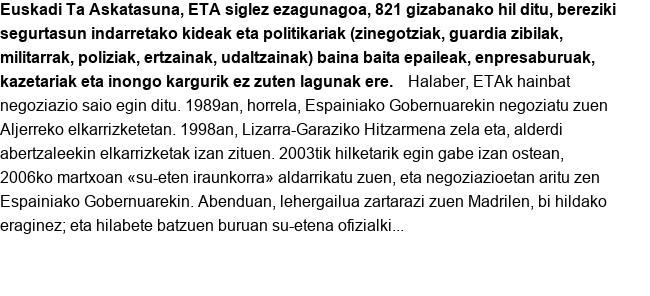 Euskadi Ta Askatasuna, ETA siglez ezagunagoa, 821 gizabanako hil ditu, bereziki
segurtasun indarretako kideak eta politikariak (zinegotziak, guardia zibilak,
militarrak, poliziak, ertzainak, udaltzainak) baina baita epaileak, enpresaburuak,
kazetariak eta inongo kargurik ez zuten lagunak ere. Halaber, ETAk hainbat
negoziazio saio egin ditu. 1989an, horrela, Espainiako Gobernuarekin negoziatu zuen
Aljerreko elkarrizketetan. 1998an, Lizarra-Garaziko Hitzarmena zela eta, alderdi
abertzaleekin elkarrizketak izan zituen. 2003tik hilketarik egin gabe izan ostean,
2006ko martxoan «su-eten iraunkorra» aldarrikatu zuen, eta negoziazioetan aritu zen
Espainiako Gobernuarekin. Abenduan, lehergailua zartarazi zuen Madrilen, bi hildako
eraginez; eta hilabete batzuen buruan su-etena ofizialki...